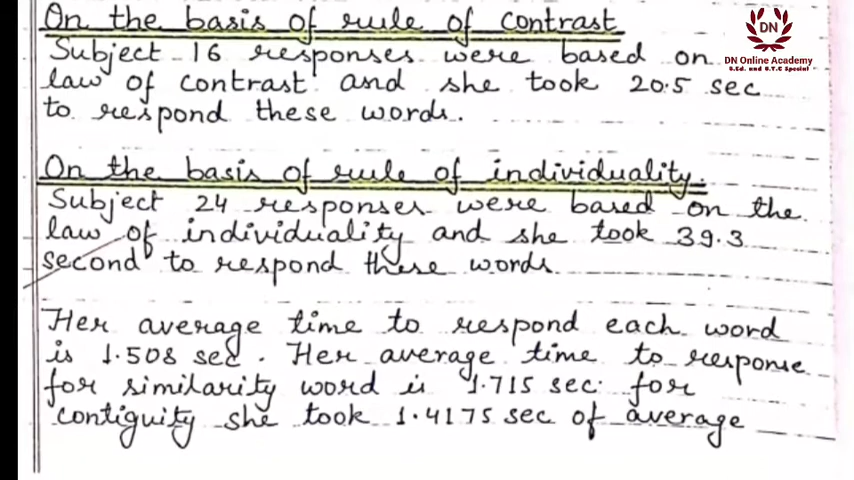 On the basis of rule of contrast
Subject 16 responses were based on
law of contrast and she took 20.5 sec
to respond these words.
DN
DN Online Academy
B.Ed. and B.T.C Special
On the basis of rule of individuality.
Subject 24 responses were based on the
law of individuality and she took 39.3
second to respond these words
Her average time to respond each word
is 1.508 sec. Her average time to response
for similarity word is 1.715 sec. for
contiguity she took 1.4175 sec of average